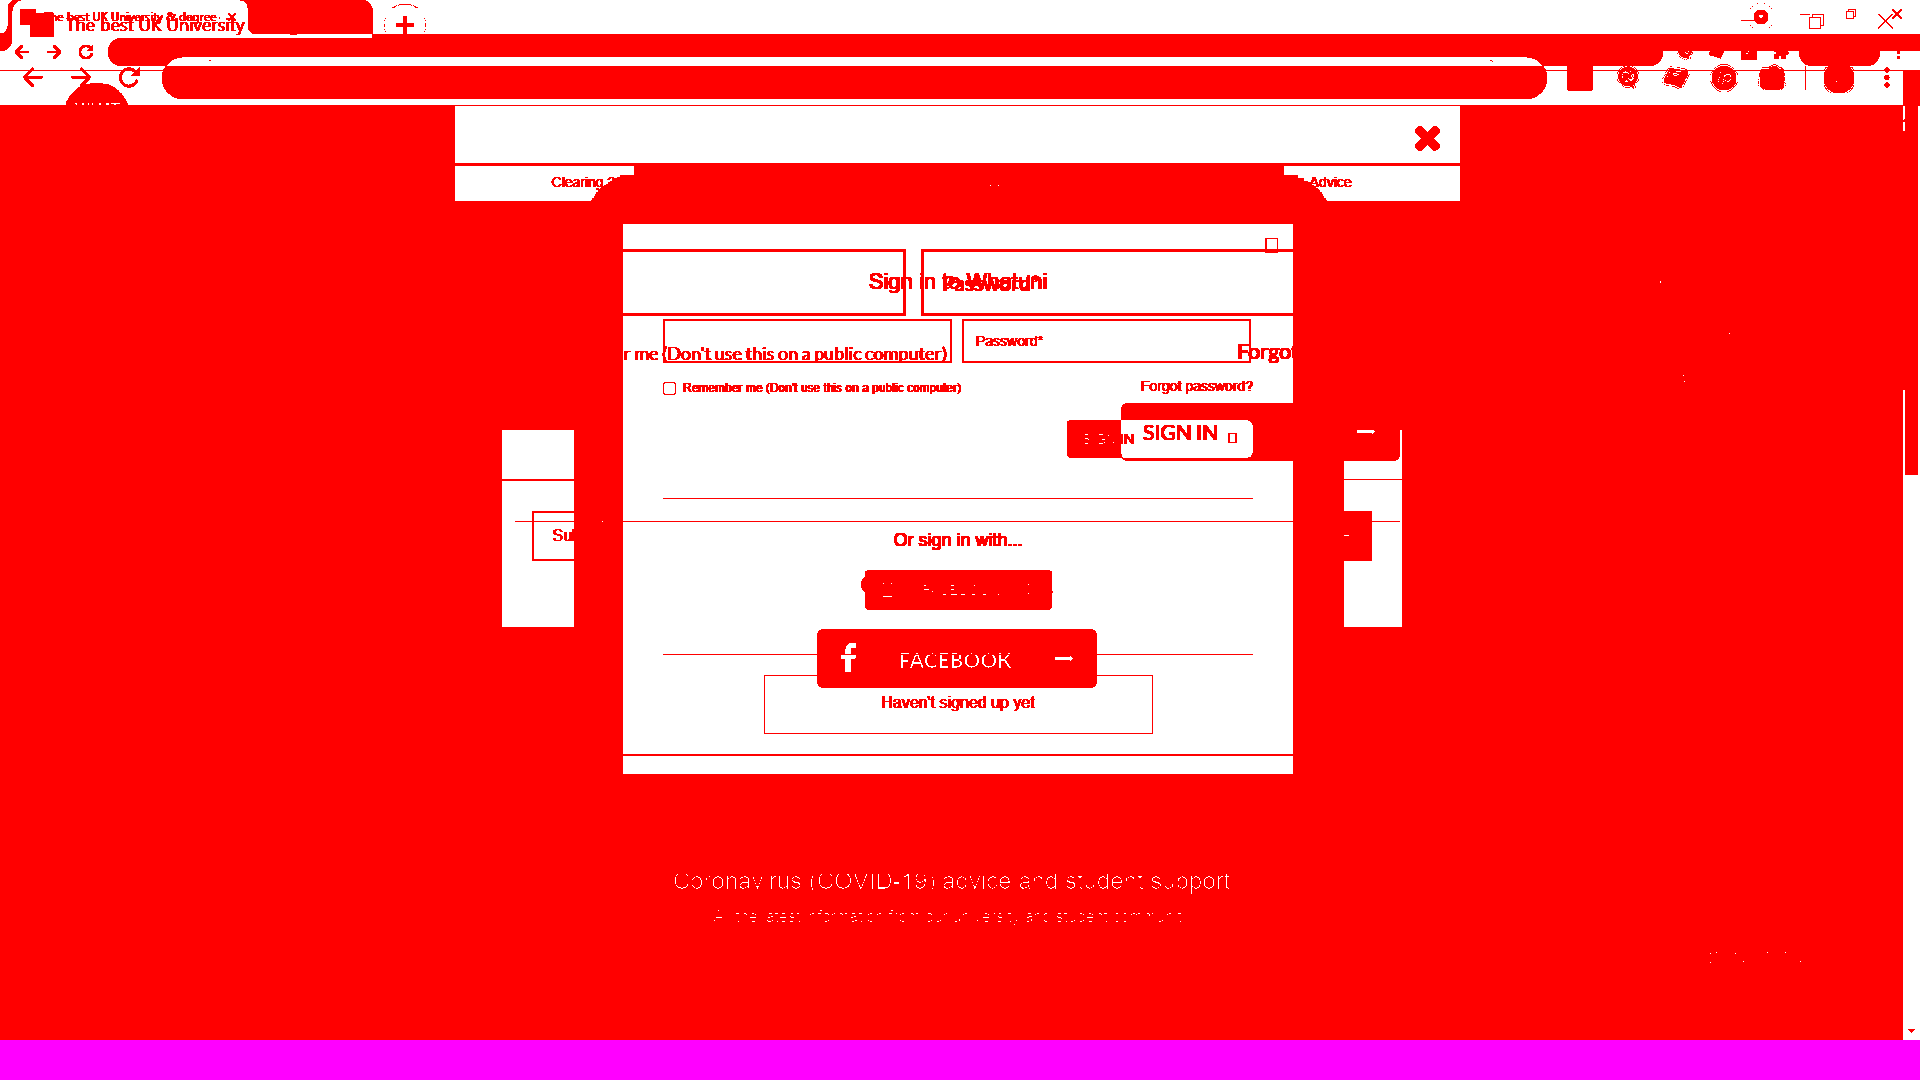 The best UK University & degree
The best UK University
Clearing
Advice
Sign in to Whatuni
Password*
Password*
r me (Don't use this on a public computer)
Forgot
Remember me (Don't use this on a public computer)
Forgot password?
SIGN IN
SIGN IN
Or sign in with...
FACEBOOK
FACEBOOK
Haven't signed up yet
Coronavirus (COVID-19) advice and student support
All the latest information from our university and student